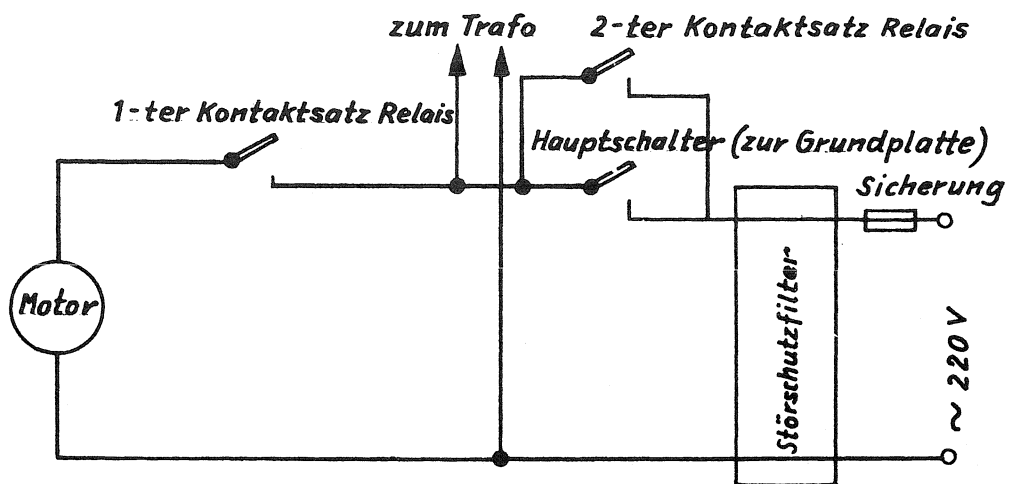 zum Trafo
2-ter Kontaktsatz Relais
1-ter Kontaktsatz Relais
Hauptschalter (zur Grundplatte)
Sicherung
Motor
Störschutzfilter
~ 220 V